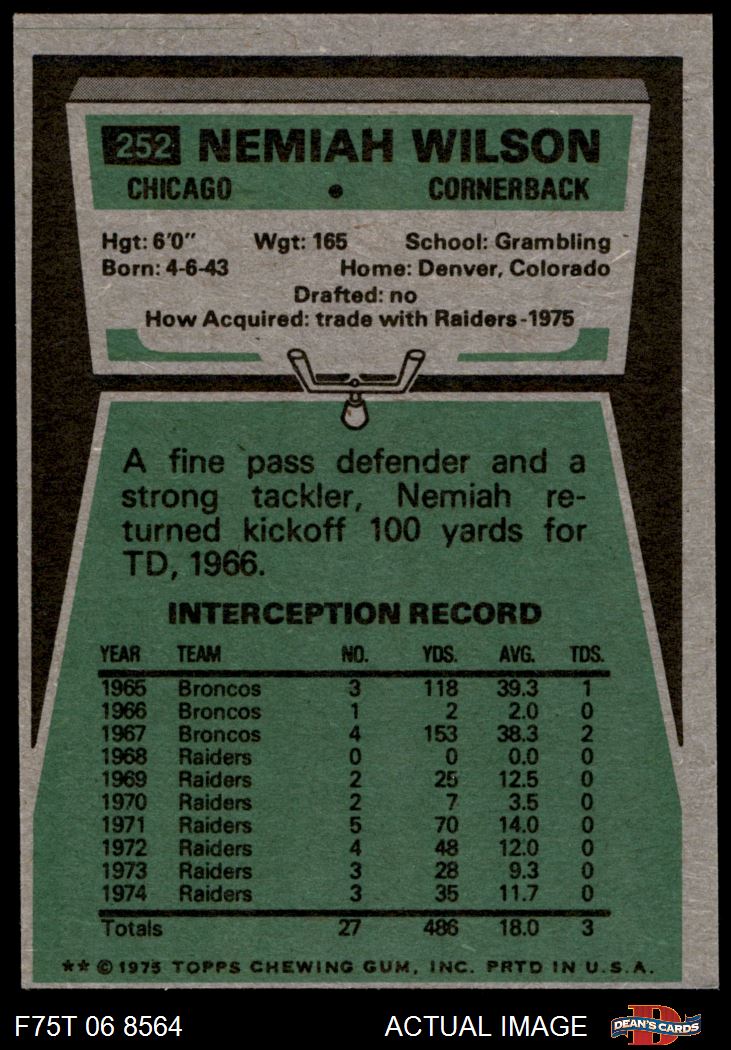 252 NEMIAH WILSON
CHICAGO • CORNERBACK
Hgt: 6'0" Wgt: 165 School: Grambling
Born: 4-6-43 Home: Denver, Colorado
Drafted: no
How Acquired: trade with Raiders-1975
A fine pass defender and a
strong tackler, Nemiah re-
turned kickoff 100 yards for
TD, 1966.
INTERCEPTION RECORD
YEAR TEAM NO. YDS. AVG. TDS.
1965 Broncos 3 118 39.3 1
1966 Broncos 1 2 2.0 0
1967 Broncos 4 153 38.3 2
1968 Raiders 0 0 0.0 0
1969 Raiders 2 25 12.5 0
1970 Raiders 2 7 3.5 0
1971 Raiders 5 70 14.0 0
1972 Raiders 4 48 12.0 0
1973 Raiders 3 28 9.3 0
1974 Raiders 3 35 11.7 0
Totals 27 486 18.0 3
** © 1975 TOPPS CHEWING GUM, INC. PRTD IN U.S.A.
F75T 06 8564 ACTUAL IMAGE D DEAN'S CARDS